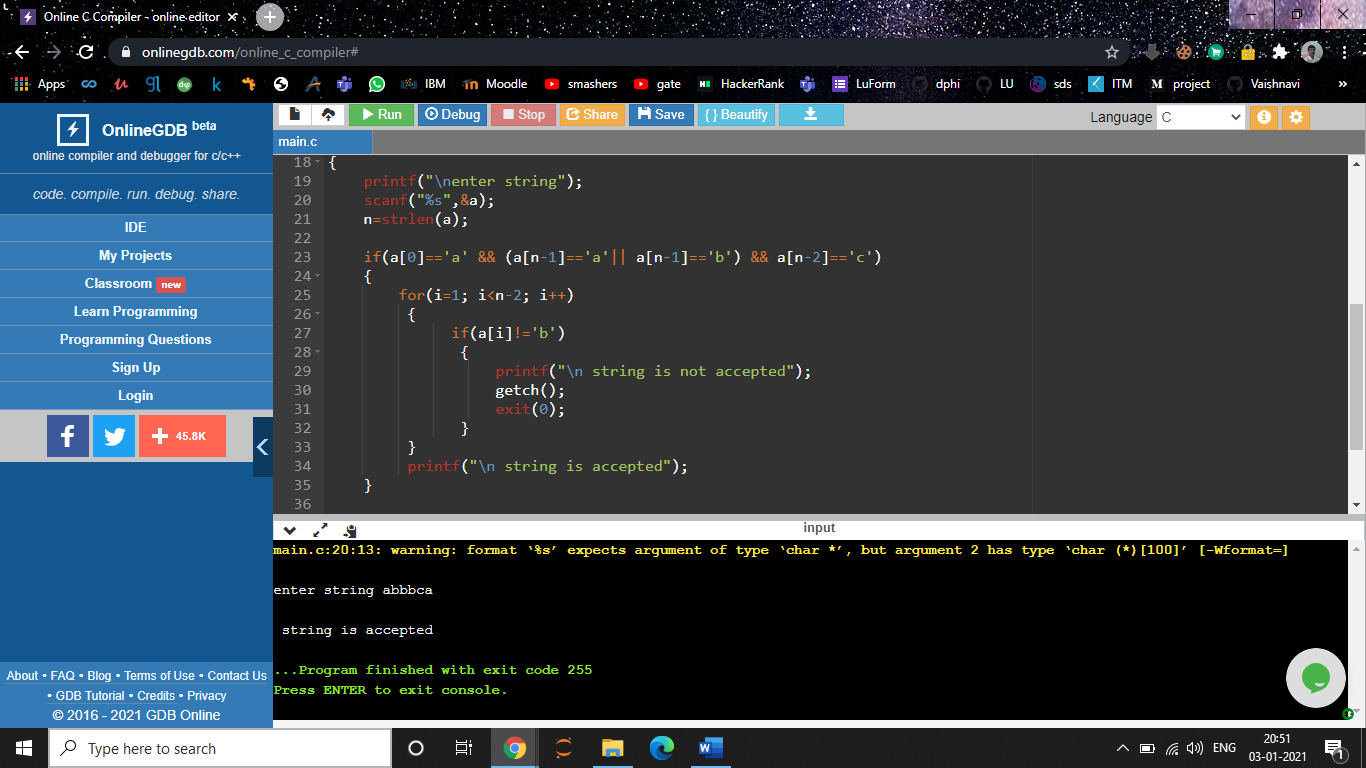 Online C Compiler - online editor
onlinegdb.com/online_c_compiler#
Apps
IBM
Moodle
smashers
gate
HackerRank
LuForm
dphi
LU
sds
ITM
project
Vaishnavi
OnlineGDB beta
online compiler and debugger for c/c++
code. compile. run. debug. share.
IDE
My Projects
Classroom new
Learn Programming
Programming Questions
Sign Up
Login
45.8K
About • FAQ • Blog • Terms of Use • Contact Us
• GDB Tutorial • Credits • Privacy
© 2016 - 2021 GDB Online
Run Debug Stop Share Save { } Beautify
Language C
main.c
18 {
19 printf("\nenter string");
20 scanf("%s",&a);
21 n=strlen(a);
22
23 if(a[0]=='a' && (a[n-1]=='a'|| a[n-1]=='b') && a[n-2]=='c')
24 {
25 for(i=1; i<n-2; i++)
26 {
27 if(a[i]!='b')
28 {
29 printf("\n string is not accepted");
30 getch();
31 exit(0);
32 }
33 }
34 printf("\n string is accepted");
35 }
36
input
main.c:20:13: warning: format ‘%s’ expects argument of type ‘char *’, but argument 2 has type ‘char (*)[100]’ [-Wformat=]
enter string abbbca
string is accepted
...Program finished with exit code 255
Press ENTER to exit console.
Type here to search
ENG
20:51
03-01-2021
1